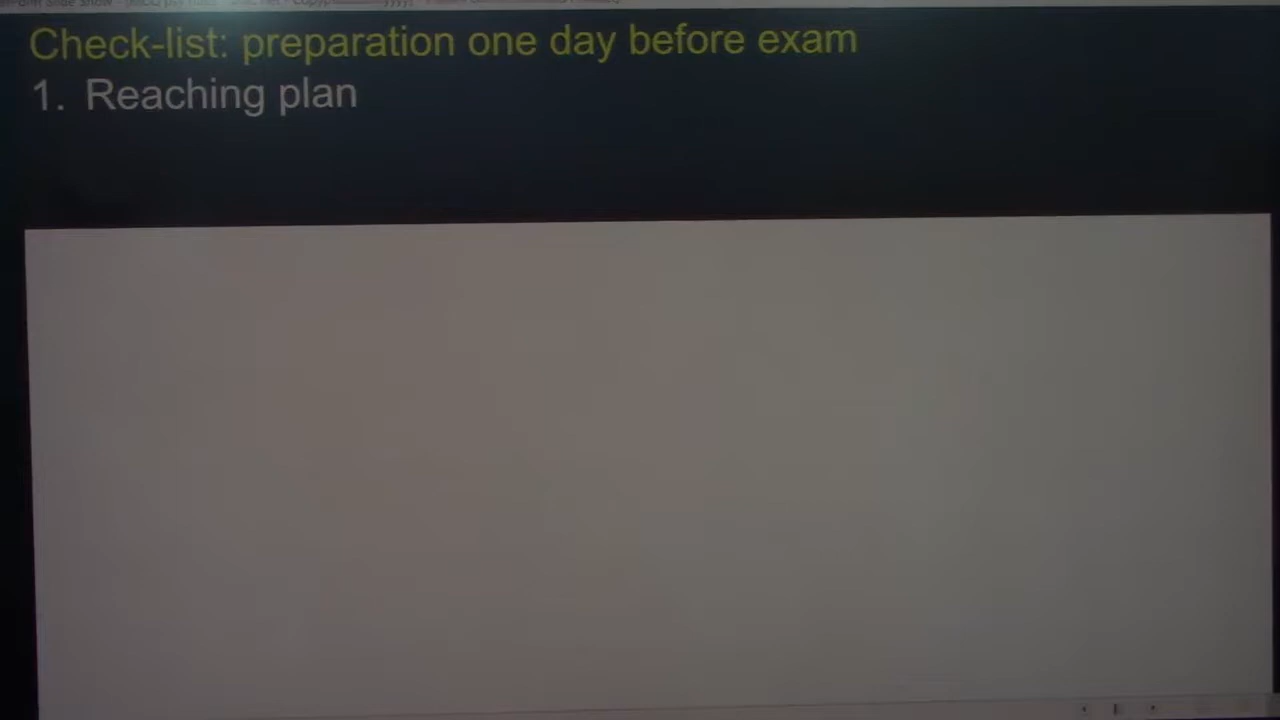 Check-list: preparation one day before exam
1. Reaching plan